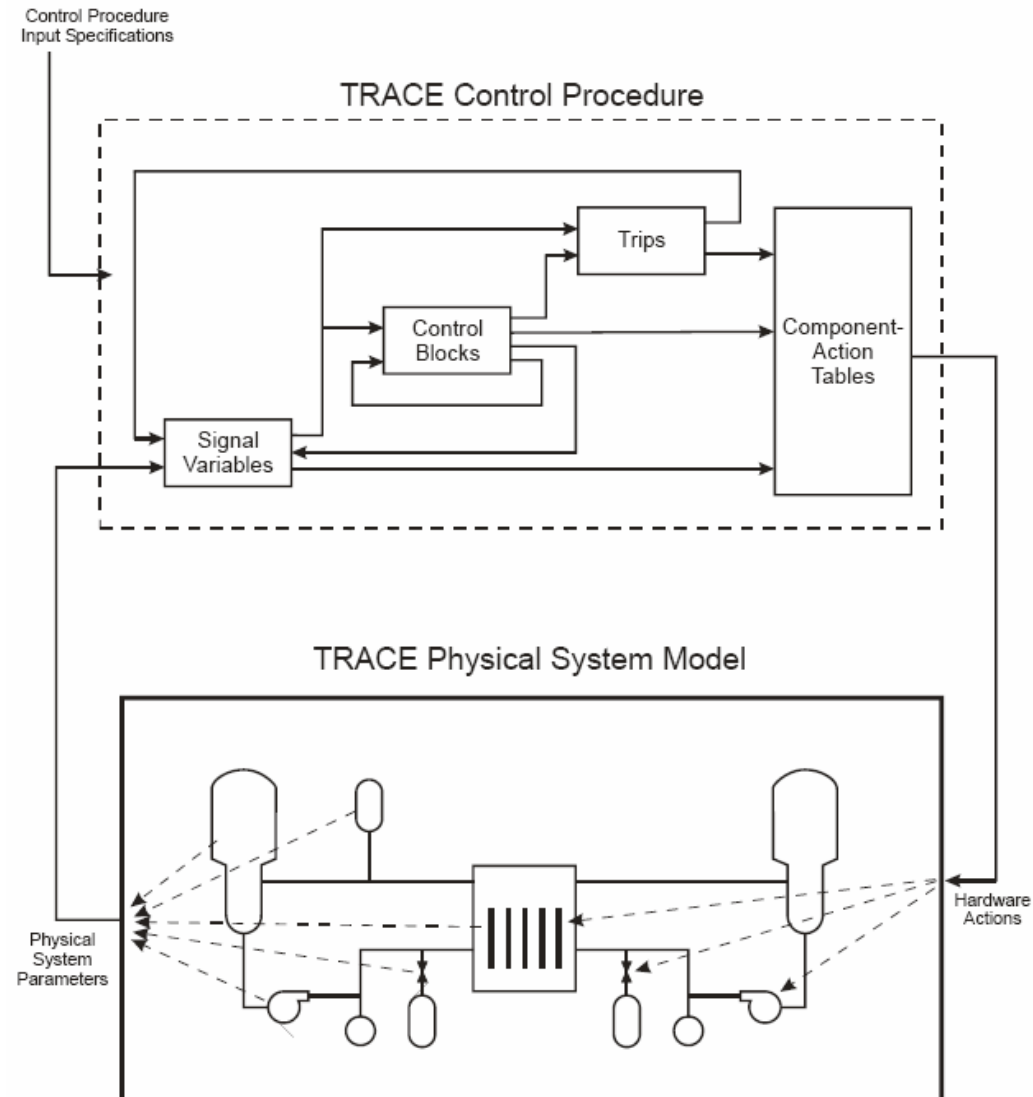 Control Procedure
Input Specifications
TRACE Control Procedure
Trips
Control
Blocks
Component-
Action
Tables
Signal
Variables
TRACE Physical System Model
Hardware
Actions
Physical
System
Parameters